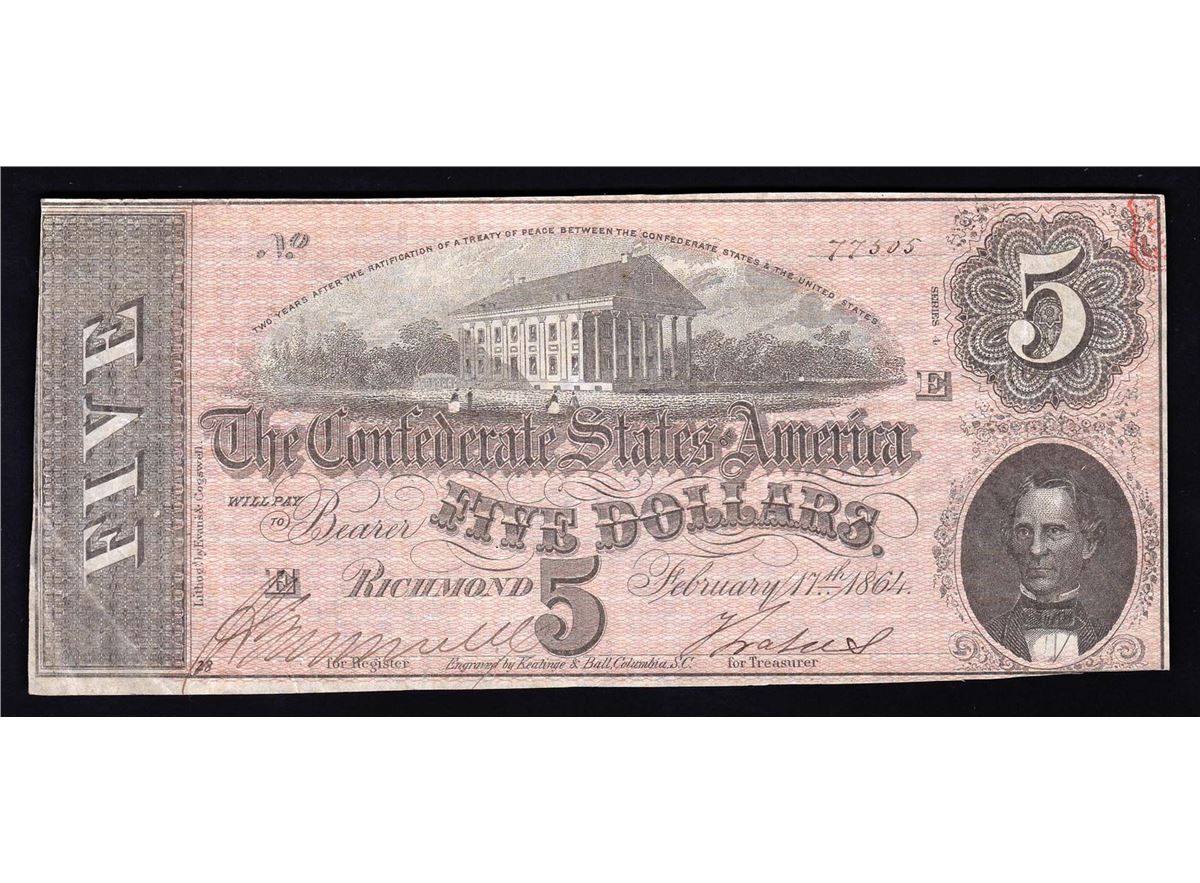 No.
77305
TWO YEARS AFTER THE RATIFICATION OF A TREATY OF PEACE BETWEEN THE CONFEDERATE STATES & THE UNITED STATES
SERIES 4
5
E
FIVE
The Confederate States of America
WILL PAY
TO Bearer
FIVE DOLLARS.
E
RICHMOND 5 February 17th 1864.
Lithog'd by Evans & Cogswell
28
for Register
Engraved by Keatinge & Ball, Columbia, S.C.
for Treasurer